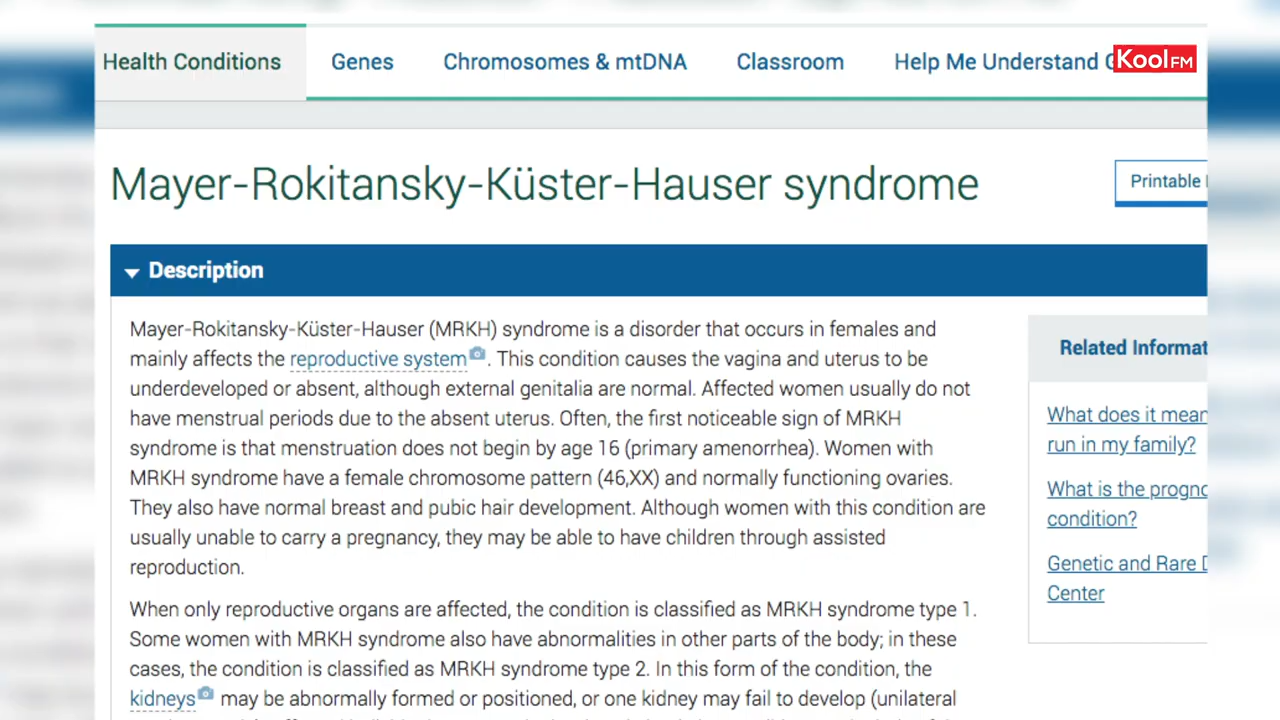 Health Conditions Genes Chromosomes & mtDNA Classroom Help Me Understand
Kool FM
Mayer-Rokitansky-Küster-Hauser syndrome
Printable
Description
Mayer-Rokitansky-Küster-Hauser (MRKH) syndrome is a disorder that occurs in females and
mainly affects the reproductive system. This condition causes the vagina and uterus to be
underdeveloped or absent, although external genitalia are normal. Affected women usually do not
have menstrual periods due to the absent uterus. Often, the first noticeable sign of MRKH
syndrome is that menstruation does not begin by age 16 (primary amenorrhea). Women with
MRKH syndrome have a female chromosome pattern (46,XX) and normally functioning ovaries.
They also have normal breast and pubic hair development. Although women with this condition are
usually unable to carry a pregnancy, they may be able to have children through assisted
reproduction.
When only reproductive organs are affected, the condition is classified as MRKH syndrome type 1.
Some women with MRKH syndrome also have abnormalities in other parts of the body; in these
cases, the condition is classified as MRKH syndrome type 2. In this form of the condition, the
kidneys may be abnormally formed or positioned, or one kidney may fail to develop (unilateral
Related Informat
What does it mean
run in my family?
What is the progno
condition?
Genetic and Rare D
Center